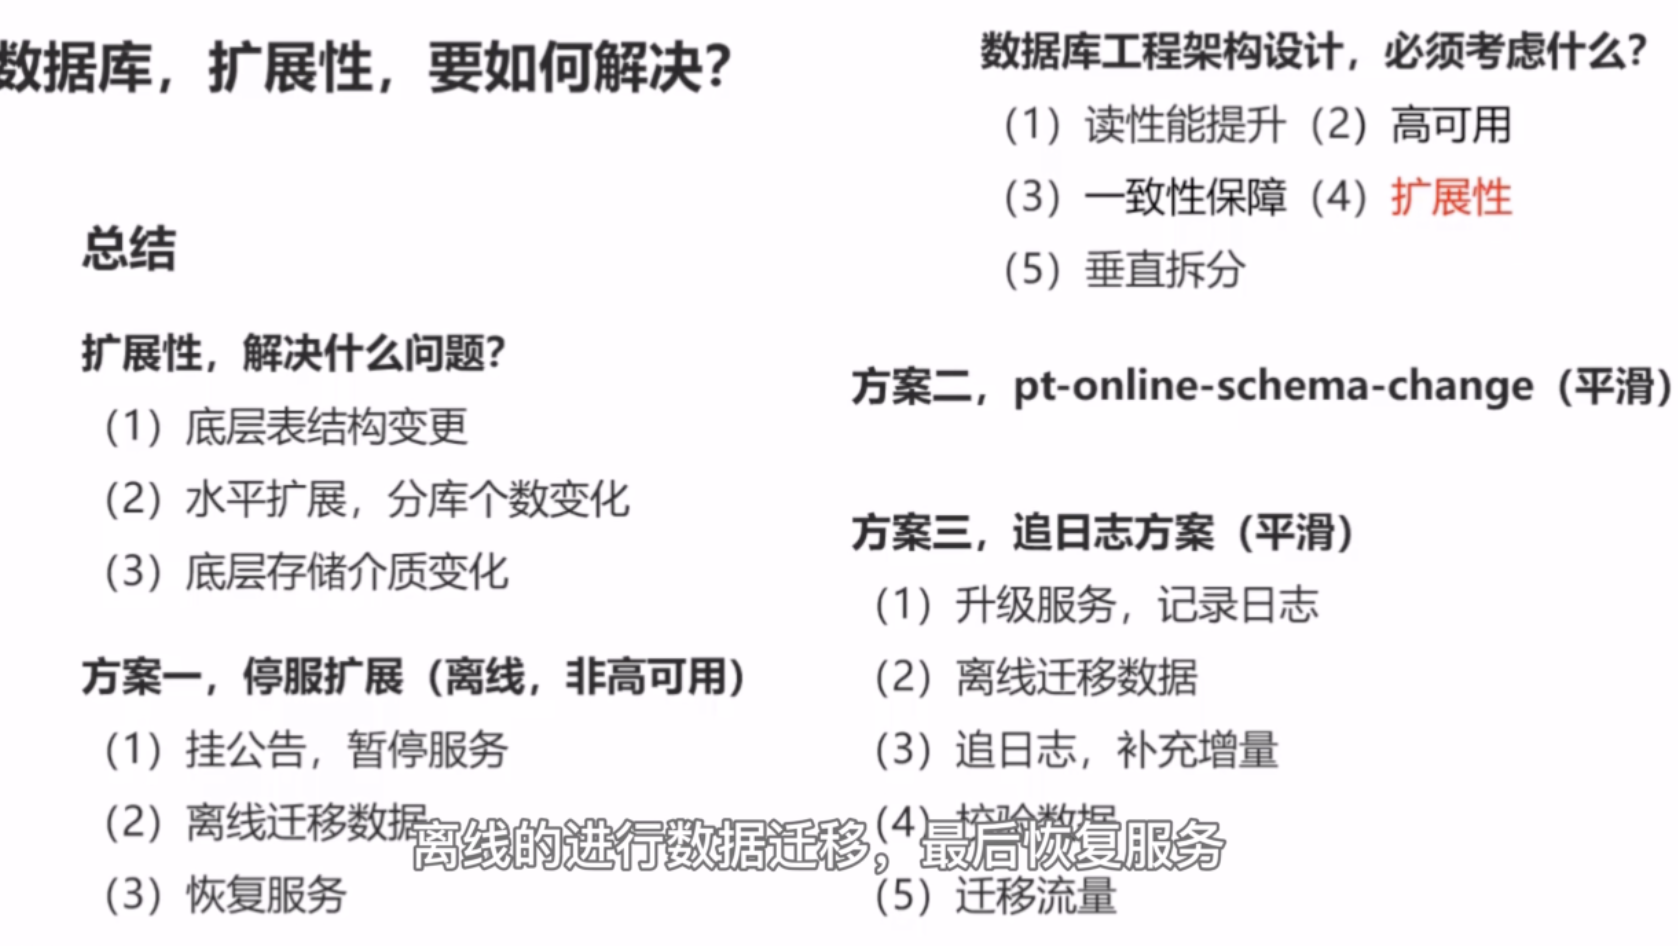 数据库，扩展性，要如何解决？
总结
扩展性，解决什么问题？
（1）底层表结构变更
（2）水平扩展，分库个数变化
（3）底层存储介质变化
方案一，停服扩展（离线，非高可用）
（1）挂公告，暂停服务
（2）离线迁移数据
（3）恢复服务
数据库工程架构设计，必须考虑什么？
（1）读性能提升（2）高可用
（3）一致性保障（4）扩展性
（5）垂直拆分
方案二，pt-online-schema-change（平滑）
方案三，追日志方案（平滑）
（1）升级服务，记录日志
（2）离线迁移数据
（3）追日志，补充增量
（4）校验数据
（5）迁移流量
离线的进行数据迁移，最后恢复服务